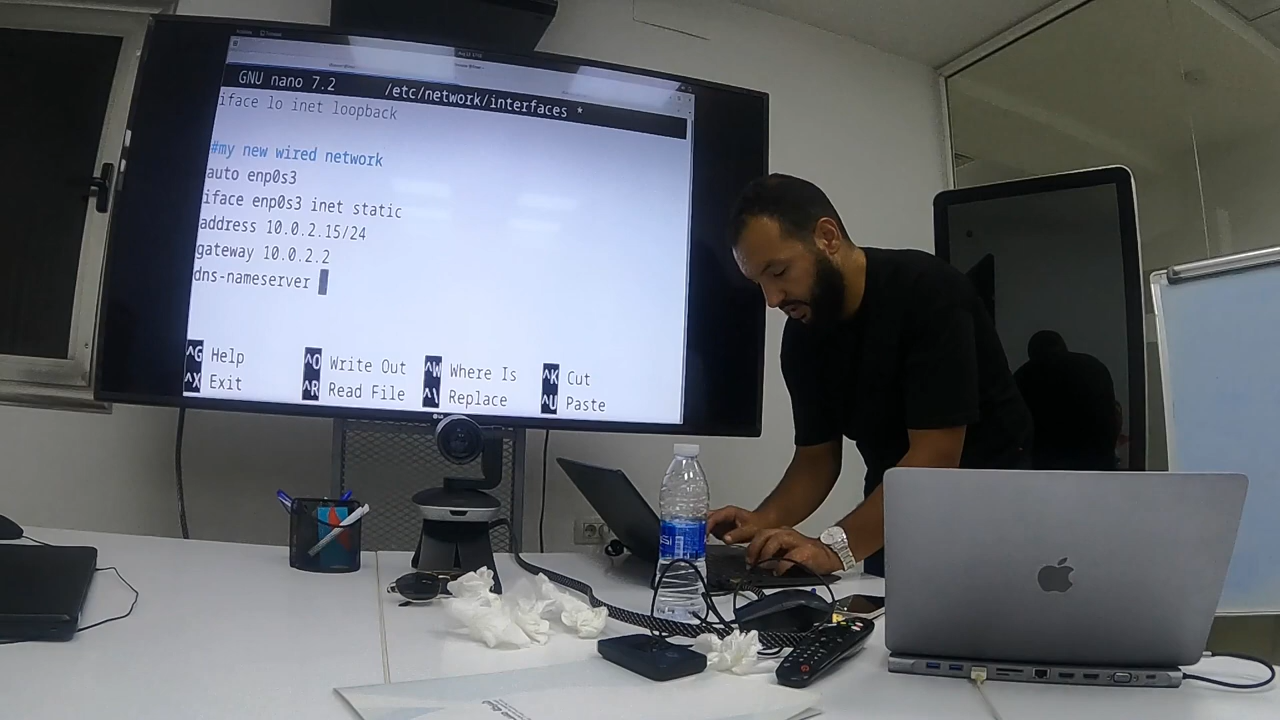 GNU nano 7.2 /etc/network/interfaces *
iface lo inet loopback
#my new wired network
auto enp0s3
iface enp0s3 inet static
address 10.0.2.15/24
gateway 10.0.2.2
dns-nameserver
^G Help ^O Write Out ^W Where Is ^K Cut
^X Exit ^R Read File ^\ Replace ^U Paste
LG